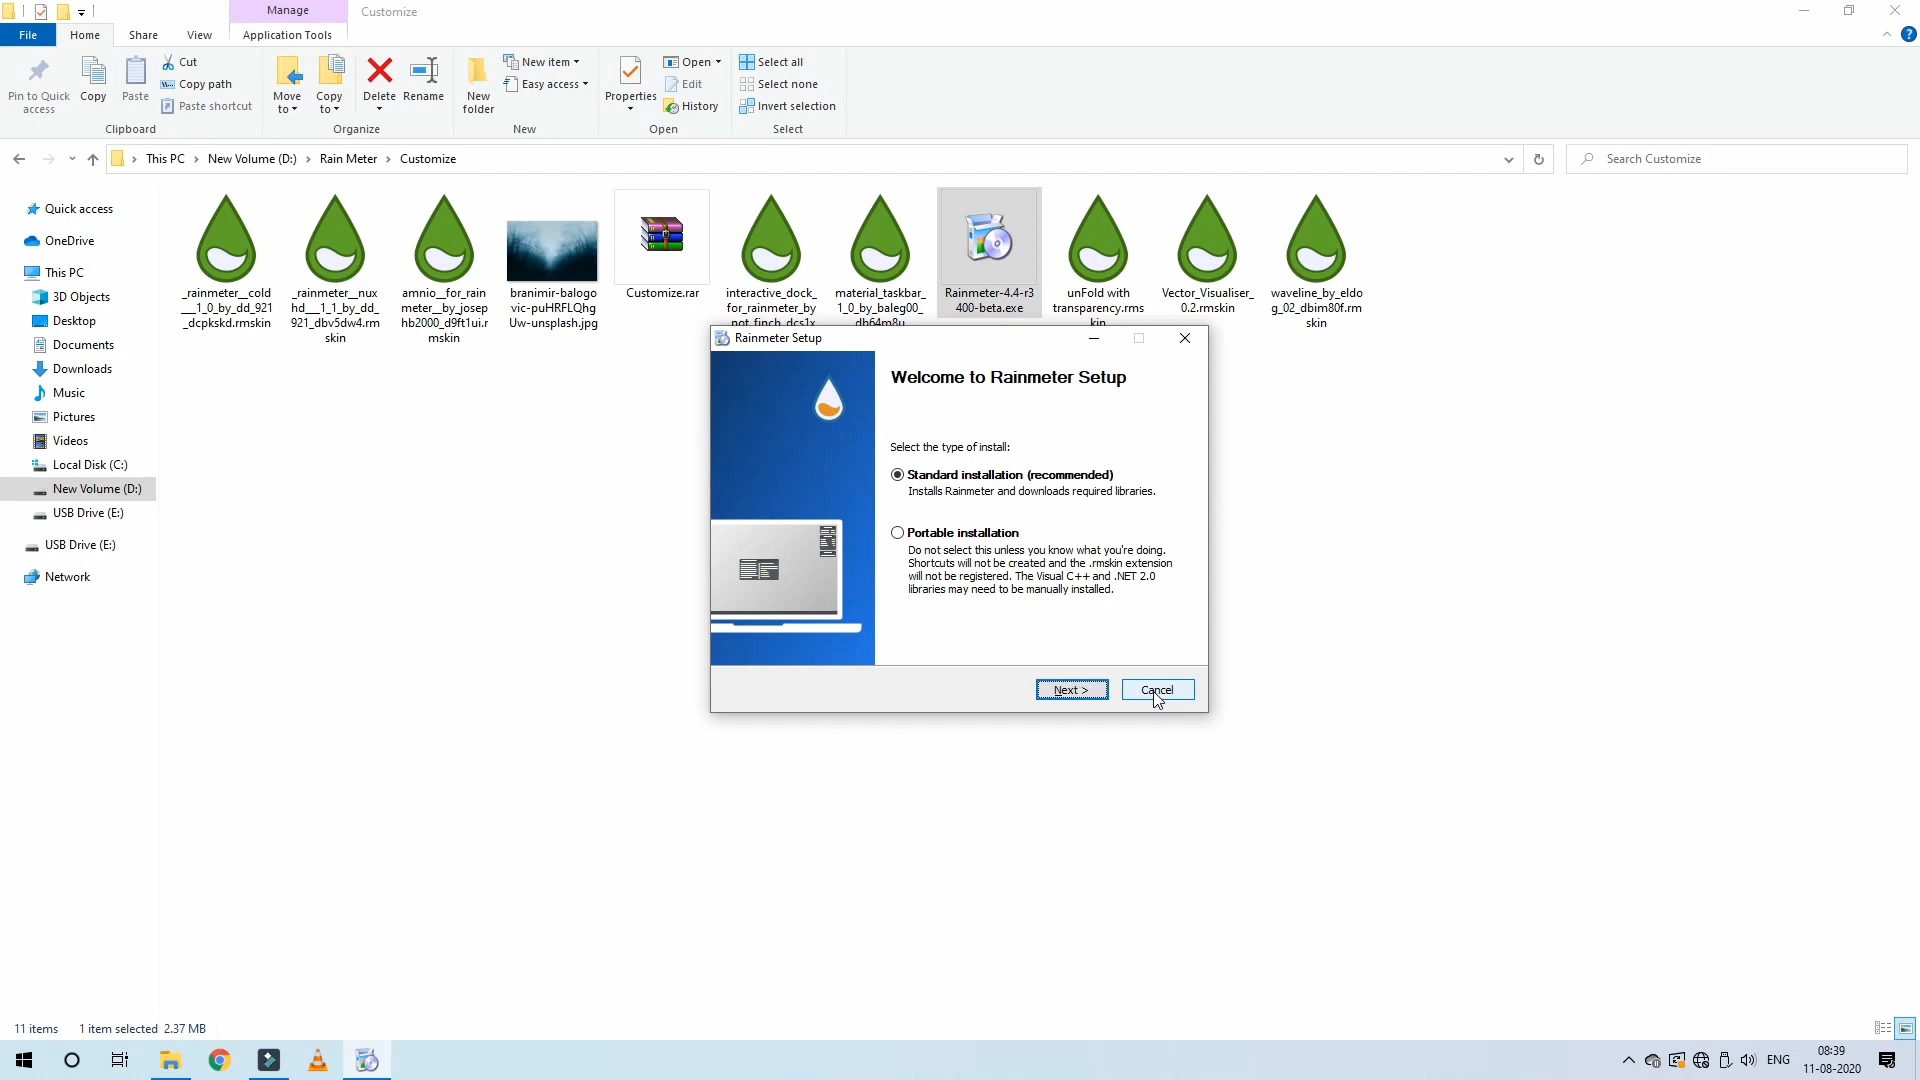 Manage
Customize
File
Home
Share
View
Application Tools
Pin to Quick
access
Copy
Paste
Cut
Copy path
Paste shortcut
Clipboard
Move
to
Copy
to
Delete
Rename
Organize
New
folder
New item
Easy access
New
Properties
Open
Edit
History
Open
Select all
Select none
Invert selection
Select
This PC
New Volume (D:)
Rain Meter
Customize
Search Customize
Quick access
OneDrive
This PC
3D Objects
Desktop
Documents
Downloads
Music
Pictures
Videos
Local Disk (C:)
New Volume (D:)
USB Drive (E:)
USB Drive (E:)
Network
_rainmeter__cold
___1_0_by_dd_921
_dcpkskd.rmskin
_rainmeter__nux
hd___1_1_by_dd_
921_dbv5dw4.rm
skin
amnio__for_rain
meter__by_josep
hb2000_d9ft1ui.r
mskin
branimir-balogo
vic-puHRFLQhg
Uw-unsplash.jpg
Customize.rar
interactive_dock_
for_rainmeter_by
_not_finch_dcs1x
material_taskbar_
1_0_by_baleg00_
db64m8u
Rainmeter-4.4-r3
400-beta.exe
unFold with
transparency.rms
kin
Vector_Visualiser_
0.2.rmskin
waveline_by_eldo
g_02_dbim80f.rm
skin
Rainmeter Setup
Welcome to Rainmeter Setup
Select the type of install:
Standard installation (recommended)
Installs Rainmeter and downloads required libraries.
Portable installation
Do not select this unless you know what you're doing.
Shortcuts will not be created and the .rmskin extension
will not be registered. The Visual C++ and .NET 2.0
libraries may need to be manually installed.
Next >
Cancel
11 items
1 item selected 2.37 MB
ENG
08:39
11-08-2020